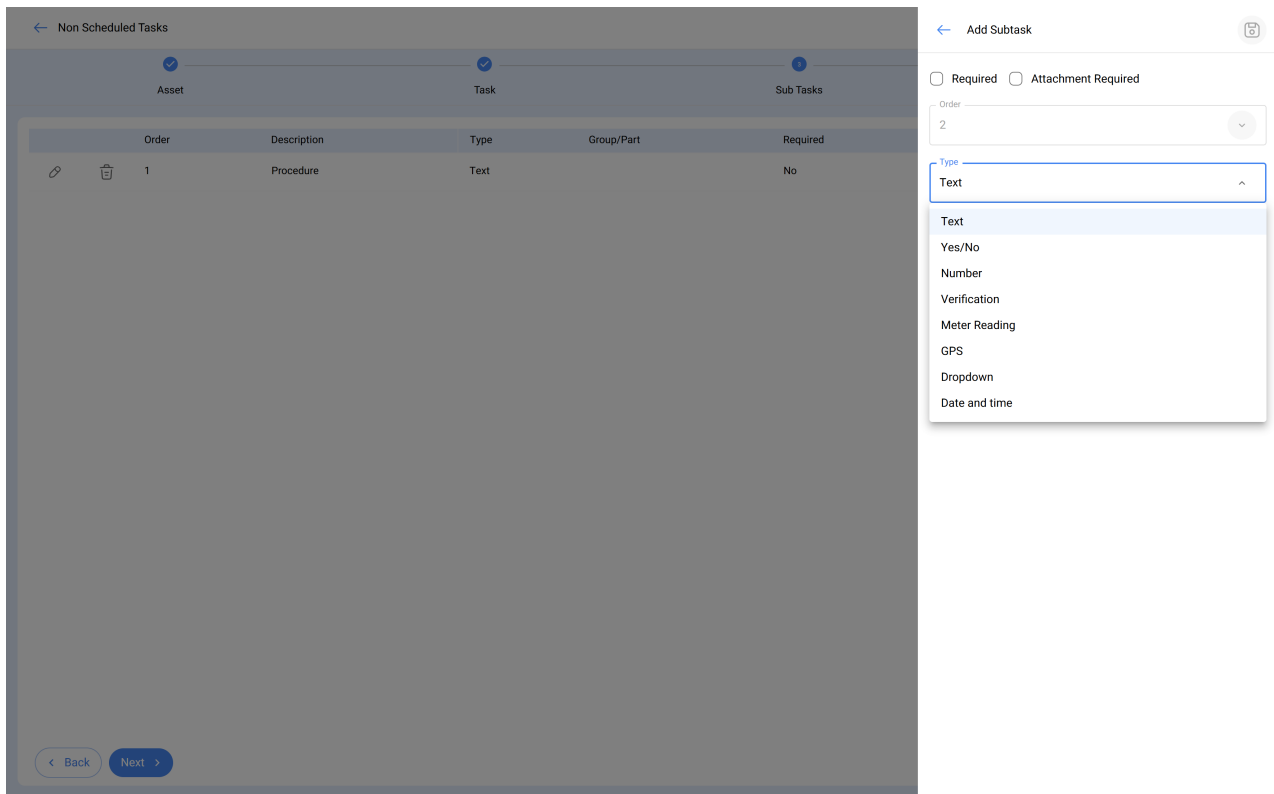 Non Scheduled Tasks
Asset
Task
3
Sub Tasks
Order Description Type Group/Part Required
1 Procedure Text No
Back
Next
Add Subtask
Required Attachment Required
Order
2
Type
Text
Text
Yes/No
Number
Verification
Meter Reading
GPS
Dropdown
Date and time